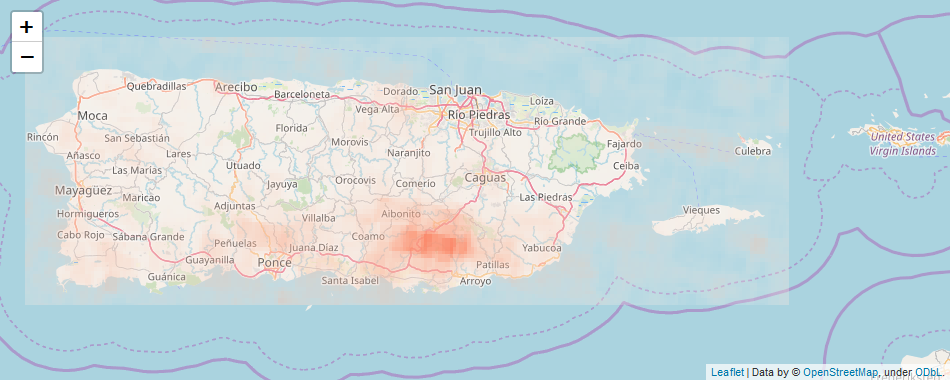 +
−
Quebradillas
Arecibo
Barceloneta
Dorado
San Juan
Loíza
Moca
Vega Alta
Río Piedras
Río Grande
Rincón
San Sebastián
Florida
Morovis
Trujillo Alto
Fajardo
Culebra
United States
Virgin Islands
Añasco
Lares
Utuado
Naranjito
Ceiba
Las Marías
Mayagüez
Maricao
Jayuya
Orocovis
Comerío
Caguas
Las Piedras
Hormigueros
Adjuntas
Villalba
Aibonito
Vieques
Cabo Rojo
Sábana Grande
Peñuelas
Juana Díaz
Coamo
Yabucoa
Guayanilla
Ponce
Patillas
Guánica
Santa Isabel
Arroyo
Leaflet | Data by © OpenStreetMap, under ODbL.